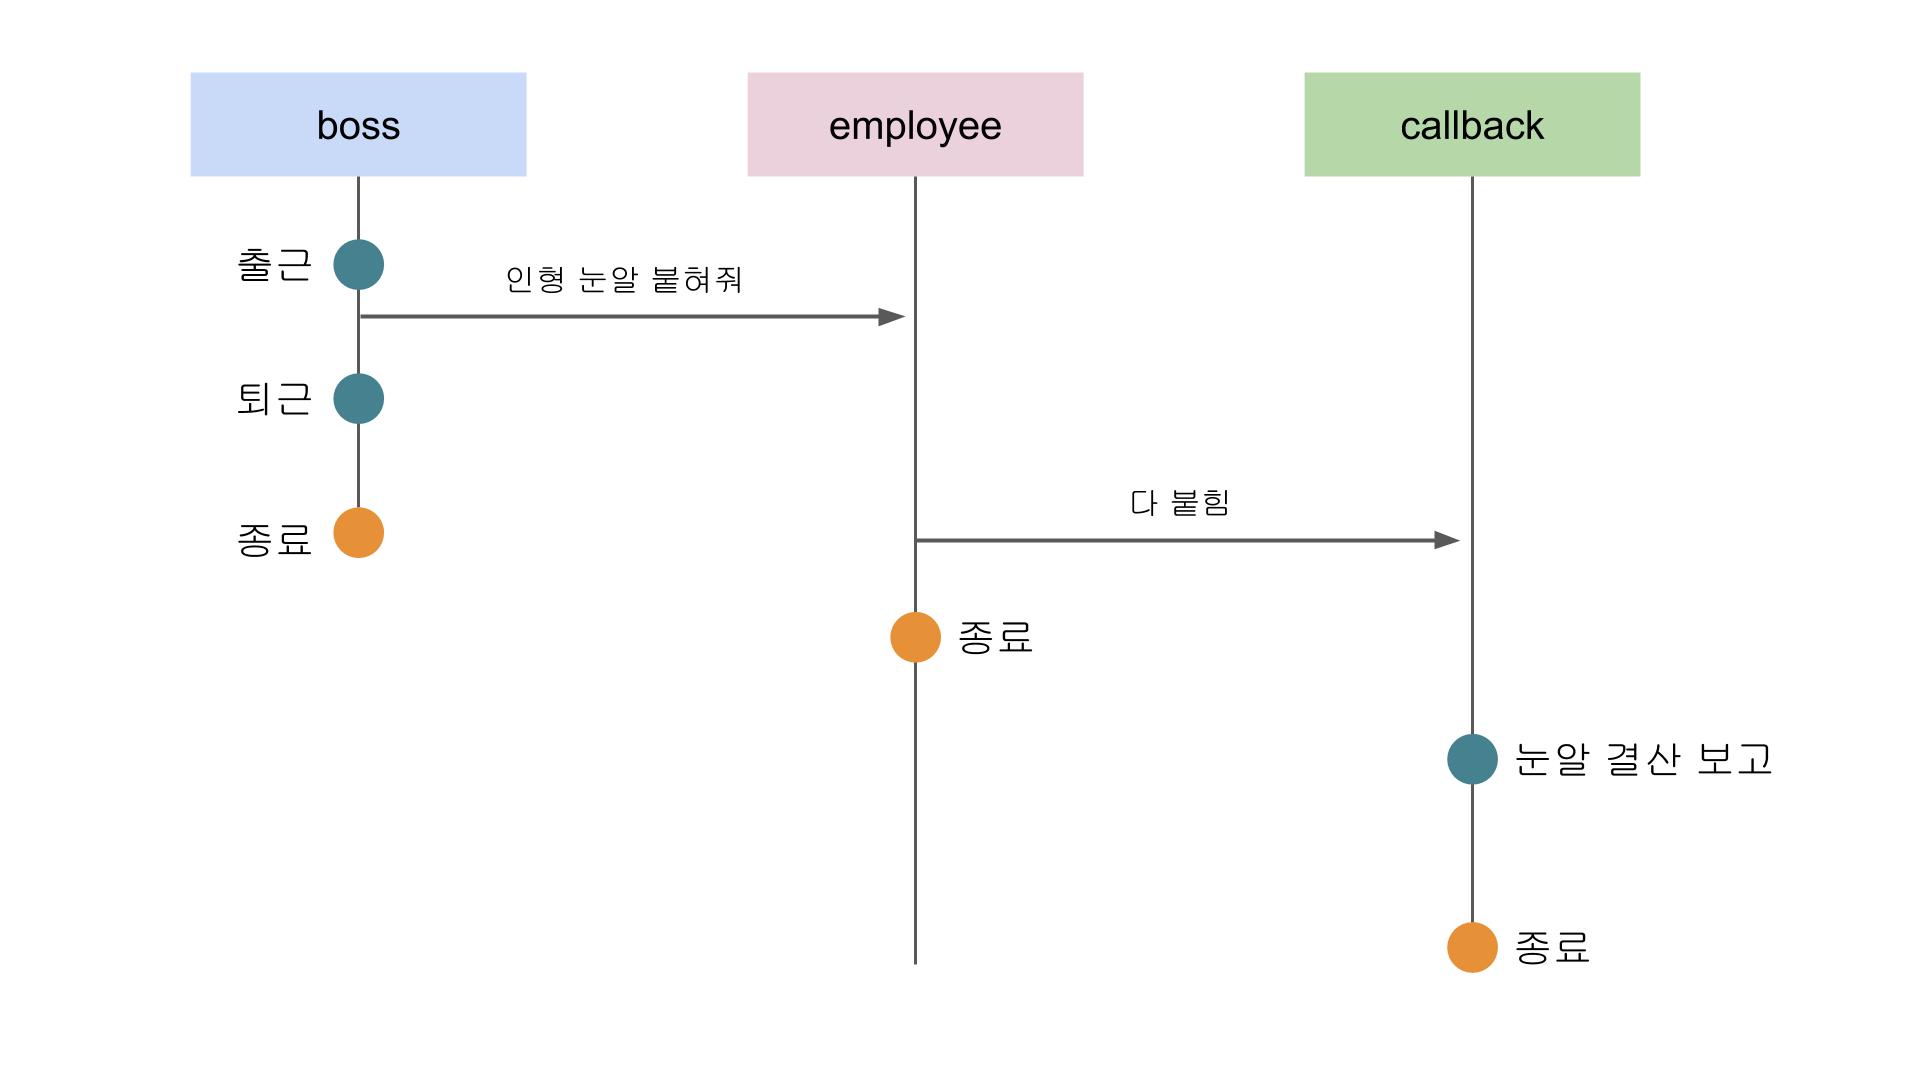 boss
employee
callback
출근
인형 눈알 붙혀줘
퇴근
다 붙힘
종료
종료
눈알 결산 보고
종료